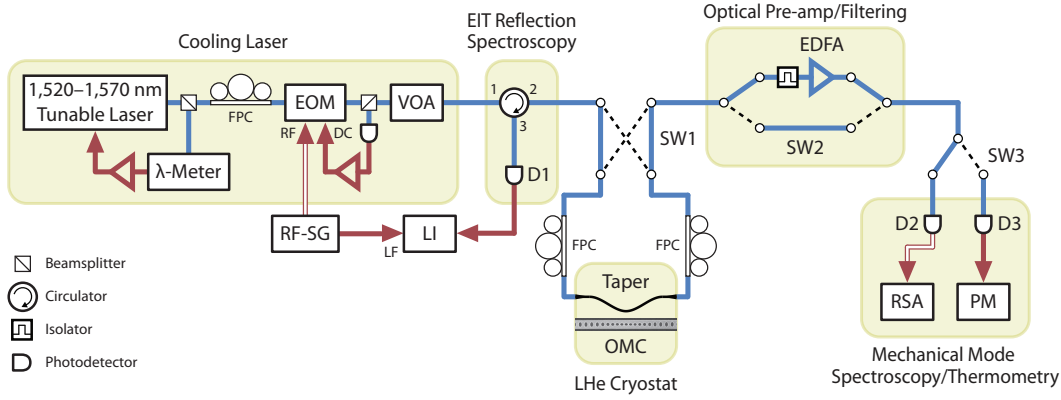 Cooling Laser
EIT Reflection
Spectroscopy
Optical Pre-amp/Filtering
1,520–1,570 nm
Tunable Laser
FPC
EOM
RF
DC
VOA
λ-Meter
1
2
3
D1
RF-SG
LF
LI
EDFA
SW1
SW2
SW3
FPC
FPC
Taper
OMC
LHe Cryostat
D2
D3
RSA
PM
Mechanical Mode
Spectroscopy/Thermometry
Beamsplitter
Circulator
Isolator
Photodetector